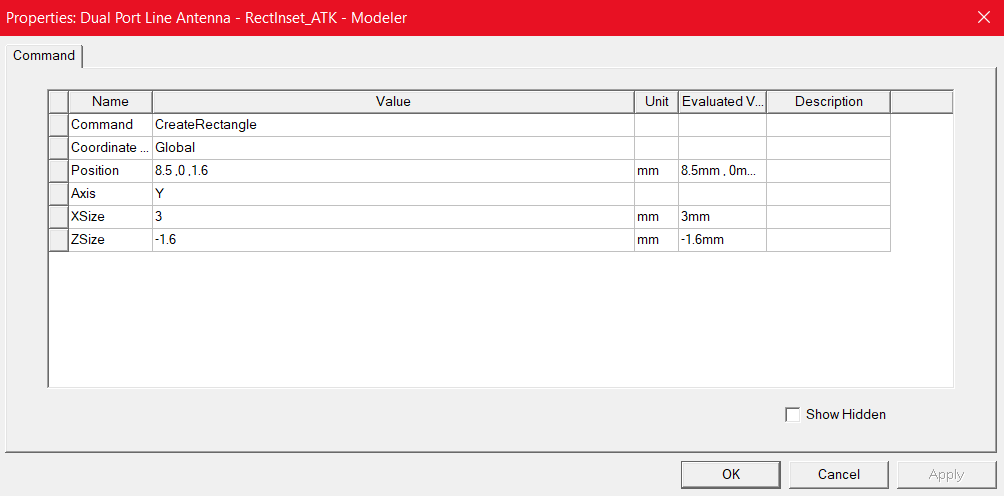 Properties: Dual Port Line Antenna - RectInset_ATK - Modeler
Command
Name Value Unit Evaluated V... Description
Command CreateRectangle
Coordinate ... Global
Position 8.5 ,0 ,1.6 mm 8.5mm , 0m...
Axis Y
XSize 3 mm 3mm
ZSize -1.6 mm -1.6mm
Show Hidden
OK Cancel Apply